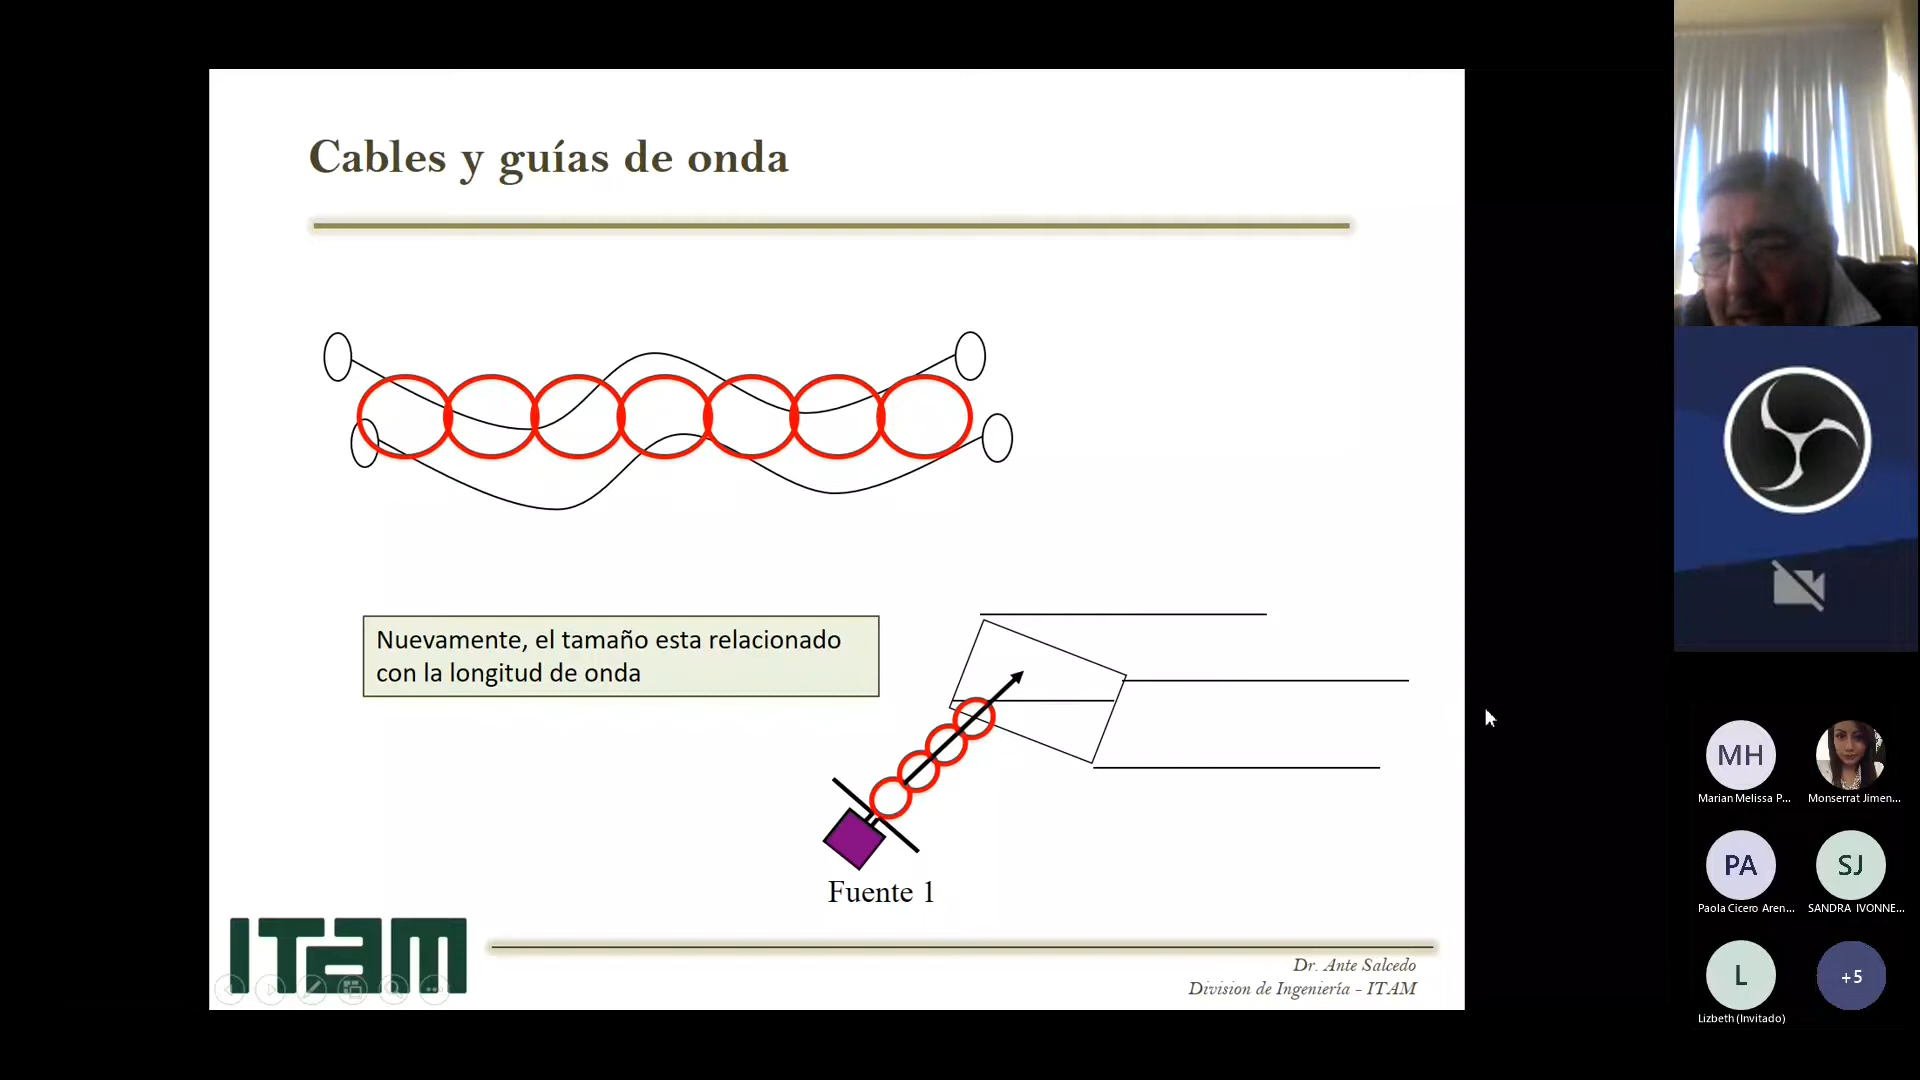 Cables y guías de onda
Nuevamente, el tamaño esta relacionado
con la longitud de onda
Fuente 1
ITAM
Dr. Ante Salcedo
Division de Ingeniería - ITAM
MH
Marian Melissa P...
Monserrat Jimen...
PA
SJ
Paola Cicero Aren...
SANDRA IVONNE...
L
+5
Lizbeth (Invitado)